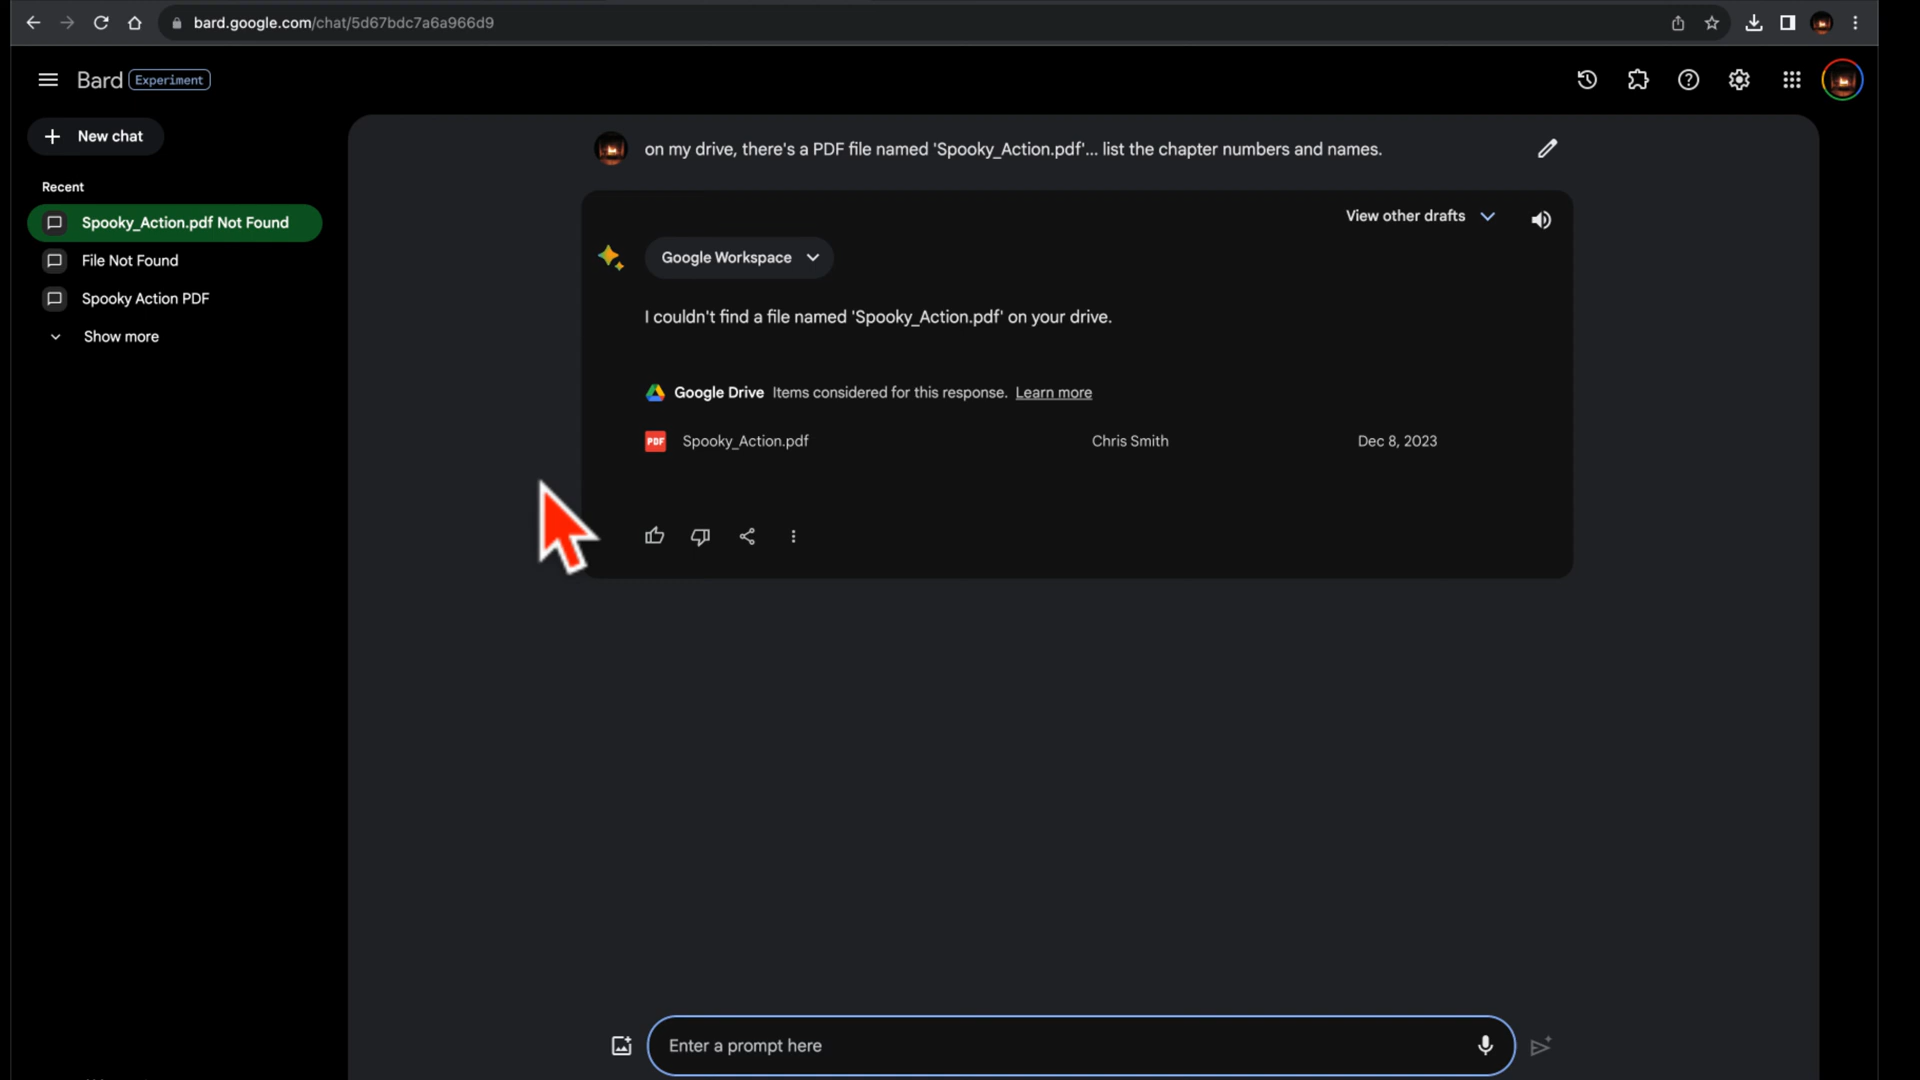 bard.google.com/chat/5d67bdc7a6a966d9
Bard Experiment
New chat
Recent
Spooky_Action.pdf Not Found
File Not Found
Spooky Action PDF
Show more
on my drive, there's a PDF file named 'Spooky_Action.pdf'... list the chapter numbers and names.
View other drafts
Google Workspace
I couldn't find a file named 'Spooky_Action.pdf' on your drive.
Google Drive Items considered for this response. Learn more
PDF Spooky_Action.pdf Chris Smith Dec 8, 2023
Enter a prompt here